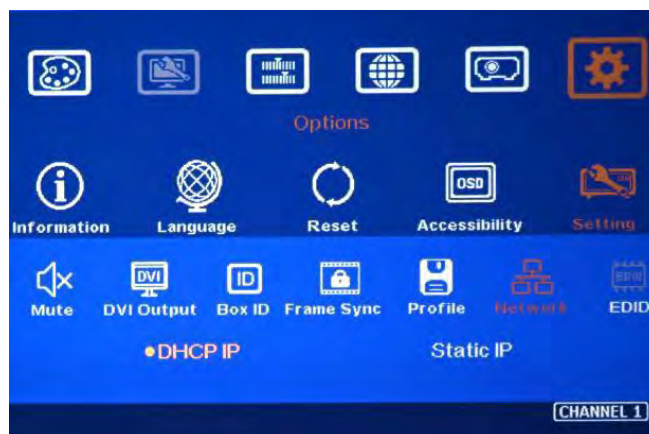 Options
Information Language Reset OSD Accessibility Setting
Mute DVI DVI Output ID Box ID Frame Sync Profile Network EDID
DHCP IP Static IP
CHANNEL 1